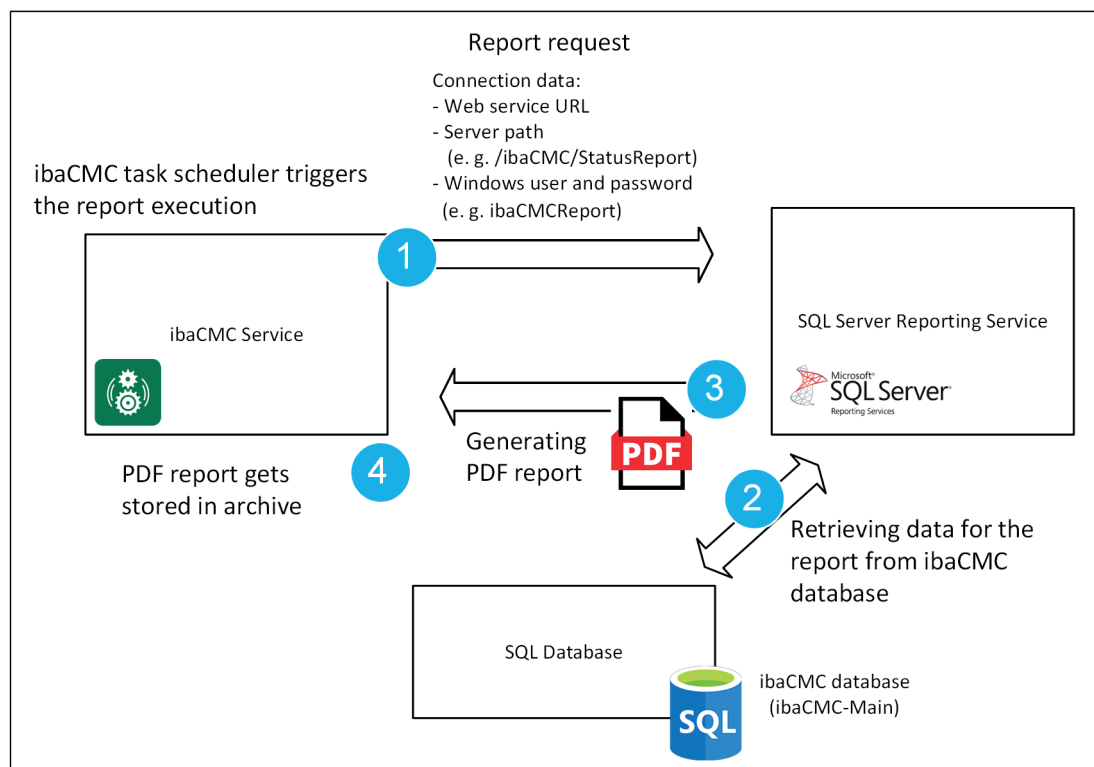 Report request
Connection data:
- Web service URL
- Server path
(e. g. /ibaCMC/StatusReport)
- Windows user and password
(e. g. ibaCMCReport)
ibaCMC task scheduler triggers
the report execution
1
ibaCMC Service
SQL Server Reporting Service
Microsoft®
SQL Server®
Reporting Services
3
Generating
PDF report
PDF
4
PDF report gets
stored in archive
2
Retrieving data for the
report from ibaCMC
database
SQL Database
SQL
ibaCMC database
(ibaCMC-Main)